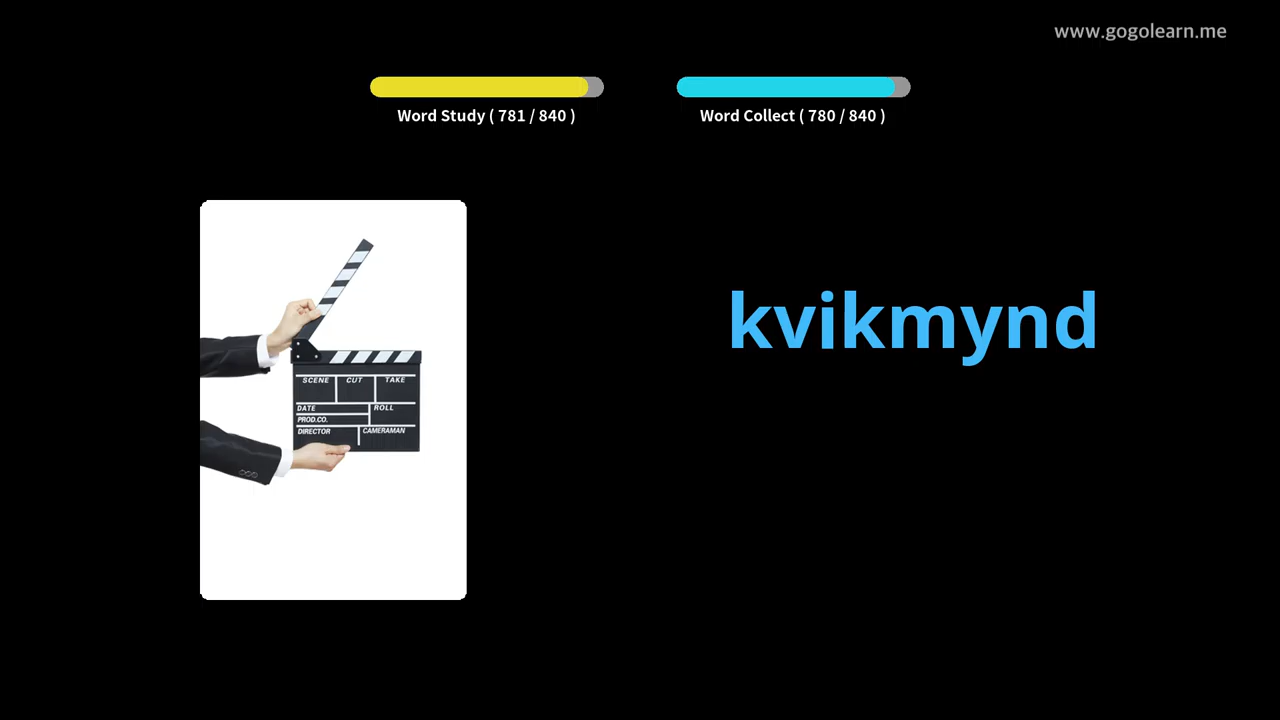 www.gogolearn.me
Word Study ( 781 / 840 )
Word Collect ( 780 / 840 )
kvikmynd
SCENE CUT TAKE
DATE ROLL
PROD.CO.
DIRECTOR CAMERAMAN